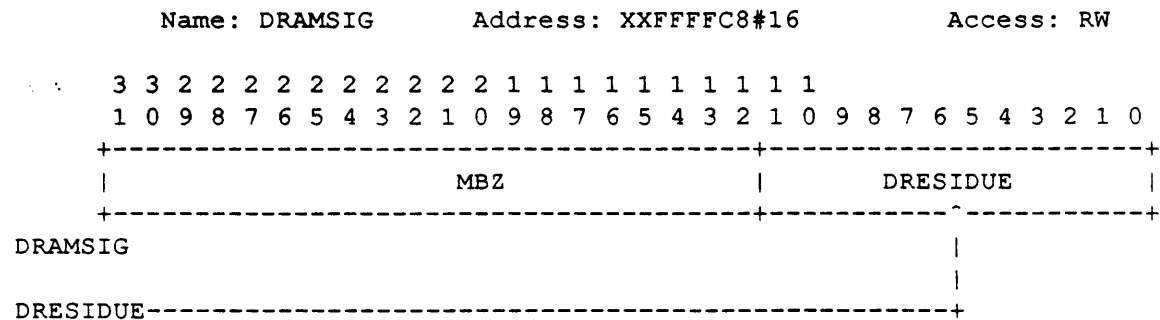 Name: DRAMSIG Address: XXFFFFC8#16 Access: RW
3 3 2 2 2 2 2 2 2 2 2 2 1 1 1 1 1 1 1 1 1 1
1 0 9 8 7 6 5 4 3 2 1 0 9 8 7 6 5 4 3 2 1 0 9 8 7 6 5 4 3 2 1 0
+---------------------------------------+-----------------------+
| MBZ | DRESIDUE |
+---------------------------------------+-----------^-----------+
DRAMSIG |
|
DRESIDUE-------------------------------------------------+